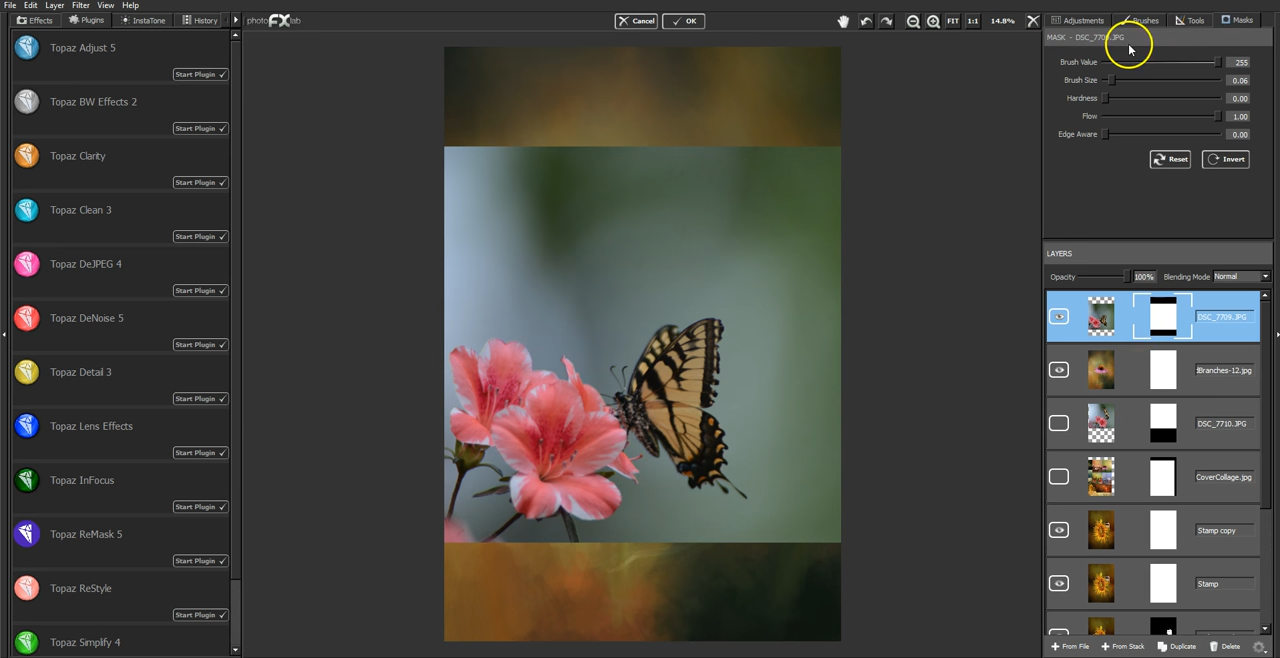 File Edit Layer Filter View Help
Effects Plugins InstaTone History
photo FX lab
Cancel OK
FIT 1:1 14.8%
Adjustments Brushes Tools Masks
MASK - DSC_7709.JPG
Brush Value 255
Brush Size 0.06
Hardness 0.00
Flow 1.00
Edge Aware 0.00
Reset Invert
Topaz Adjust 5
Start Plugin
Topaz BW Effects 2
Start Plugin
Topaz Clarity
Start Plugin
Topaz Clean 3
Start Plugin
Topaz DeJPEG 4
Start Plugin
Topaz DeNoise 5
Start Plugin
Topaz Detail 3
Start Plugin
Topaz Lens Effects
Start Plugin
Topaz InFocus
Start Plugin
Topaz ReMask 5
Start Plugin
Topaz ReStyle
Start Plugin
Topaz Simplify 4
LAYERS
Opacity 100% Blending Mode Normal
DSC_7709.JPG
Branches-12.jpg
DSC_7710.JPG
CoverCollage.jpg
Stamp copy
Stamp
From File From Stack Duplicate Delete